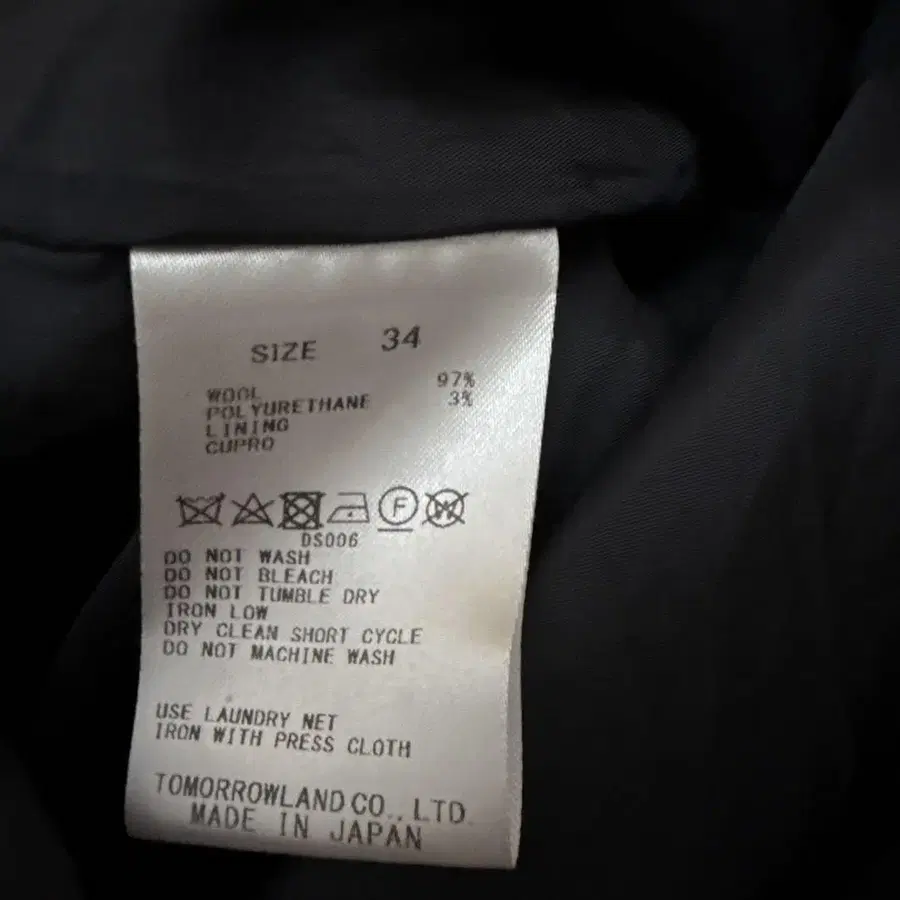 SIZE 34
WOOL 97%
POLYURETHANE 3%
LINING
CUPRO
F W
DS006
DO NOT WASH
DO NOT BLEACH
DO NOT TUMBLE DRY
IRON LOW
DRY CLEAN SHORT CYCLE
DO NOT MACHINE WASH
USE LAUNDRY NET
IRON WITH PRESS CLOTH
TOMORROWLAND CO., LTD.
MADE IN JAPAN